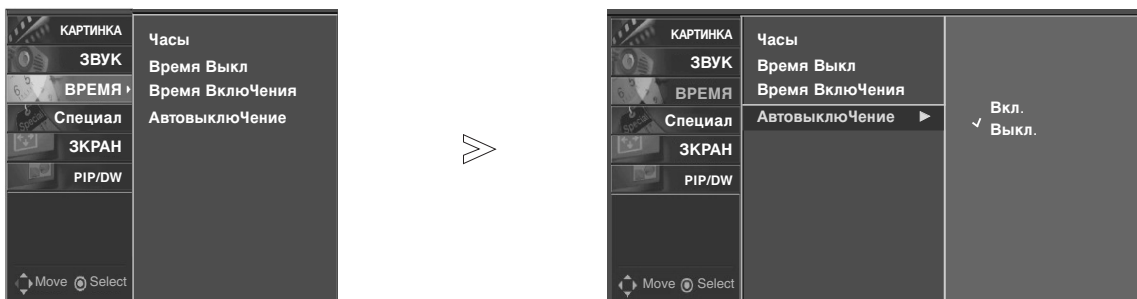 КАРТИНКА
ЗВУК
ВРЕМЯ
Специал
ЗКРАН
PIP/DW
Move Select
Часы
Время Выкл
Время ВклюЧения
АвтовыклюЧение
КАРТИНКА
ЗВУК
ВРЕМЯ
Специал
ЗКРАН
PIP/DW
Move Select
Часы
Время Выкл
Время ВклюЧения
АвтовыклюЧение
Вкл.
Выкл.